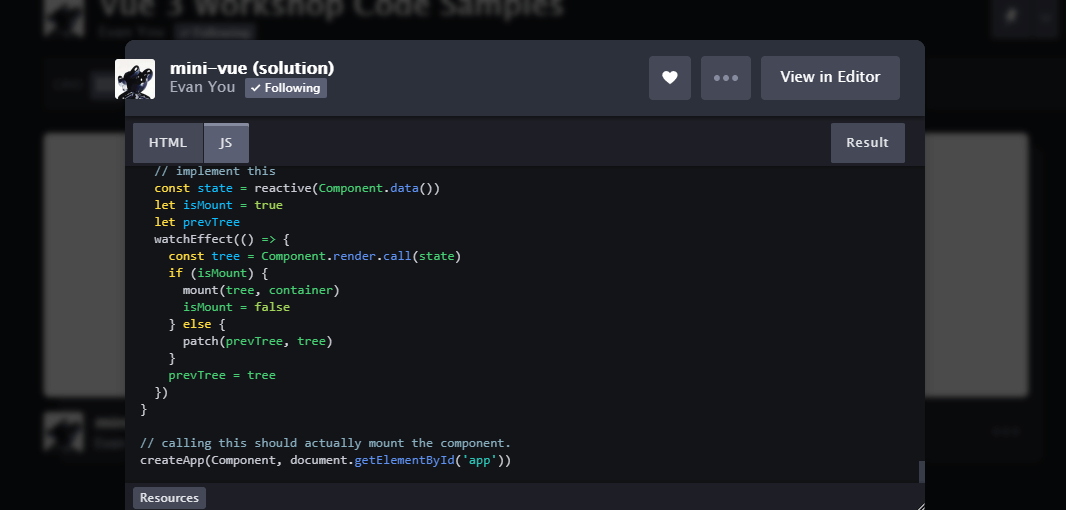 Vue 3 Workshop Code Samples
mini-vue (solution)
Evan You
✓ Following
•••
View in Editor
HTML
JS
Result
// implement this
const state = reactive(Component.data())
let isMount = true
let prevTree
watchEffect(() => {
const tree = Component.render.call(state)
if (isMount) {
mount(tree, container)
isMount = false
} else {
patch(prevTree, tree)
}
prevTree = tree
})
}
// calling this should actually mount the component.
createApp(Component, document.getElementById('app'))
Resources